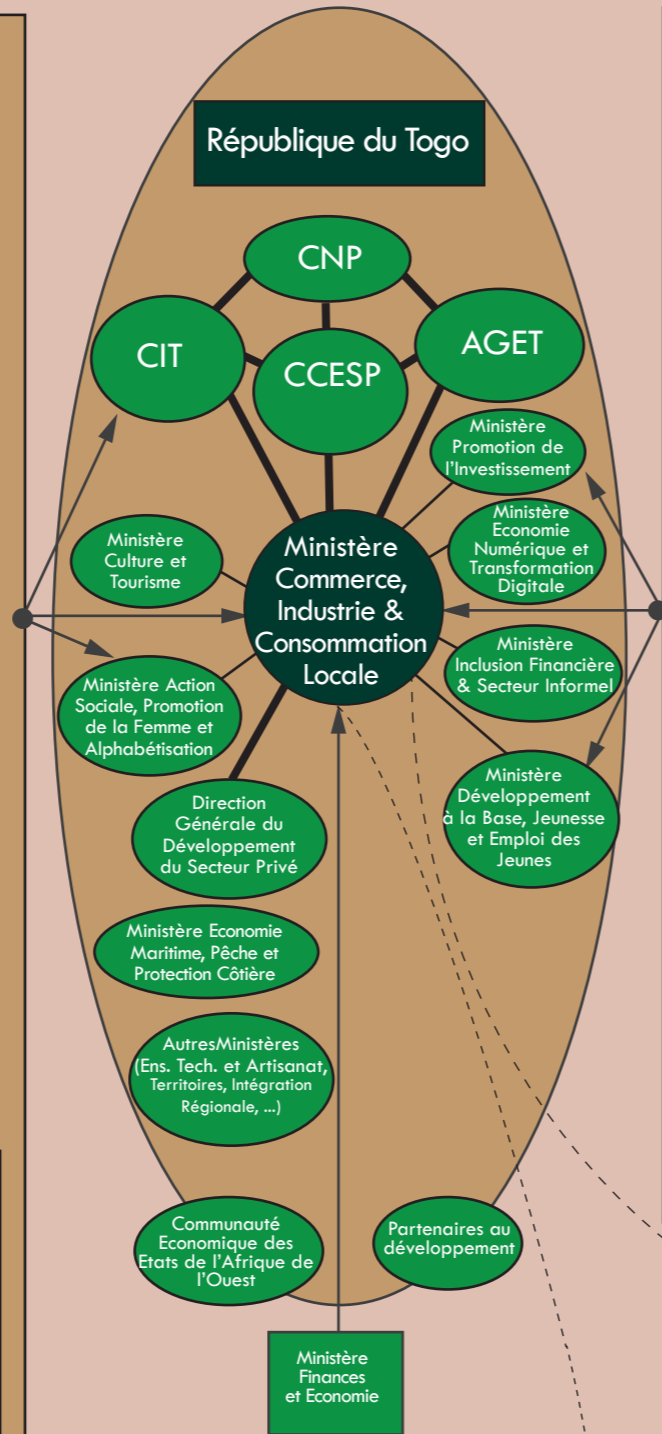 République du Togo
CNP
CIT
CCESP
AGET
Ministère
Promotion de
l'Investissement
Ministère
Culture et
Tourisme
Ministère
Commerce,
Industrie &
Consommation
Locale
Ministère
Economie
Numérique et
Transformation
Digitale
Ministère Action
Sociale, Promotion
de la Femme et
Alphabétisation
Ministère
Inclusion Financière
& Secteur Informel
Direction
Générale du
Développement
du Secteur Privé
Ministère
Développement
à la Base, Jeunesse
et Emploi des
Jeunes
Ministère Economie
Maritime, Pêche et
Protection Côtière
AutresMinistères
(Ens. Tech. et Artisanat,
Territoires, Intégration
Régionale, ...)
Communauté
Economique des
Etats de l'Afrique de
l'Ouest
Partenaires au
développement
Ministère
Finances
et Economie